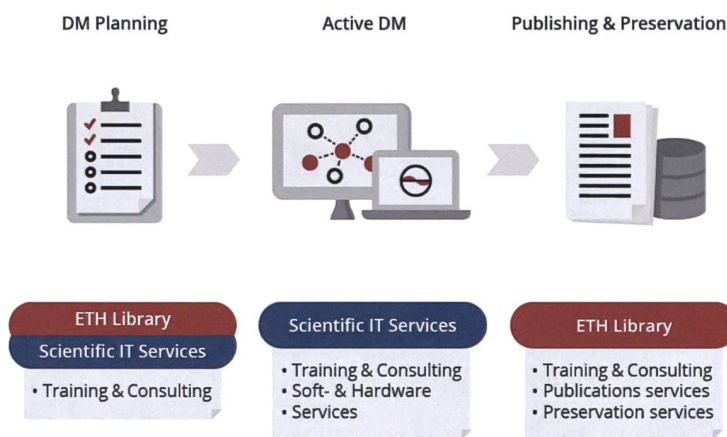 DM Planning
Active DM
Publishing & Preservation
ETH Library
Scientific IT Services
• Training & Consulting
Scientific IT Services
• Training & Consulting
• Soft- & Hardware
• Services
ETH Library
• Training & Consulting
• Publications services
• Preservation services